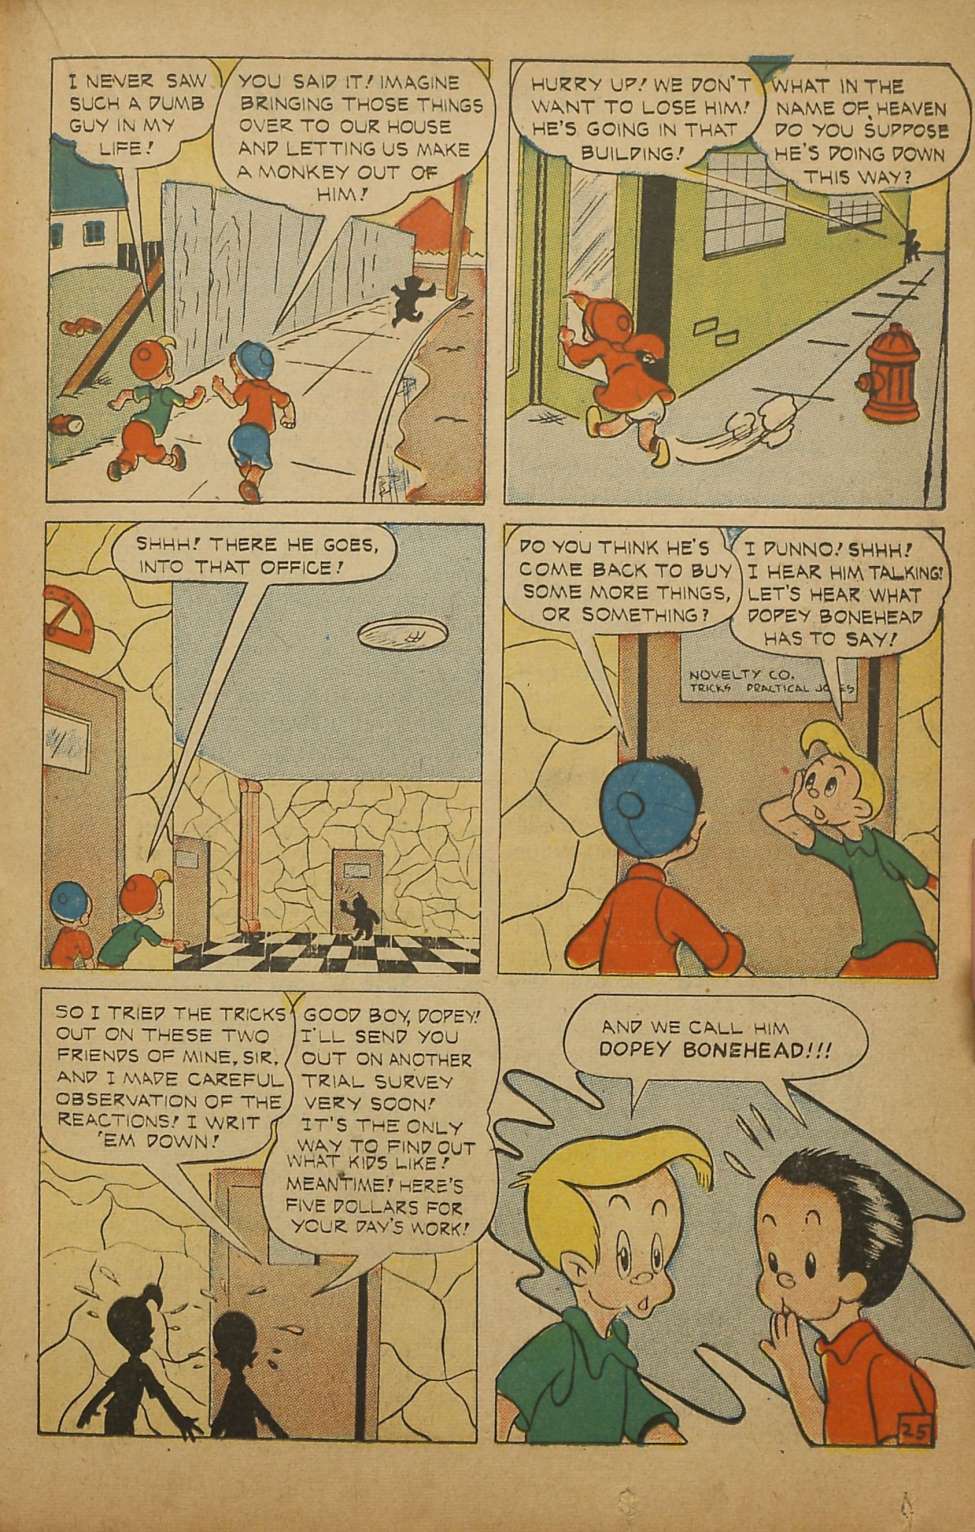 I NEVER SAW
SUCH A DUMB
GUY IN MY
LIFE!
YOU SAID IT! IMAGINE
BRINGING THOSE THINGS
OVER TO OUR HOUSE
AND LETTING US MAKE
A MONKEY OUT OF
HIM!
HURRY UP! WE DON'T
WANT TO LOSE HIM!
HE'S GOING IN THAT
BUILDING!
WHAT IN THE
NAME OF HEAVEN
DO YOU SUPPOSE
HE'S DOING DOWN
THIS WAY?
SHHH! THERE HE GOES,
INTO THAT OFFICE!
DO YOU THINK HE'S
COME BACK TO BUY
SOME MORE THINGS,
OR SOMETHING?
I DUNNO! SHHH!
I HEAR HIM TALKING!
LET'S HEAR WHAT
DOPEY BONEHEAD
HAS TO SAY!
NOVELTY CO.
TRICKS PRACTICAL JOKES
SO I TRIED THE TRICKS
OUT ON THESE TWO
FRIENDS OF MINE, SIR,
AND I MADE CAREFUL
OBSERVATION OF THE
REACTIONS! I WRIT
'EM DOWN!
GOOD BOY, DOPEY!
I'LL SEND YOU
OUT ON ANOTHER
TRIAL SURVEY
VERY SOON!
IT'S THE ONLY
WAY TO FIND OUT
WHAT KIDS LIKE!
MEANTIME! HERE'S
FIVE DOLLARS FOR
YOUR DAY'S WORK!
AND WE CALL HIM
DOPEY BONEHEAD!!!
25